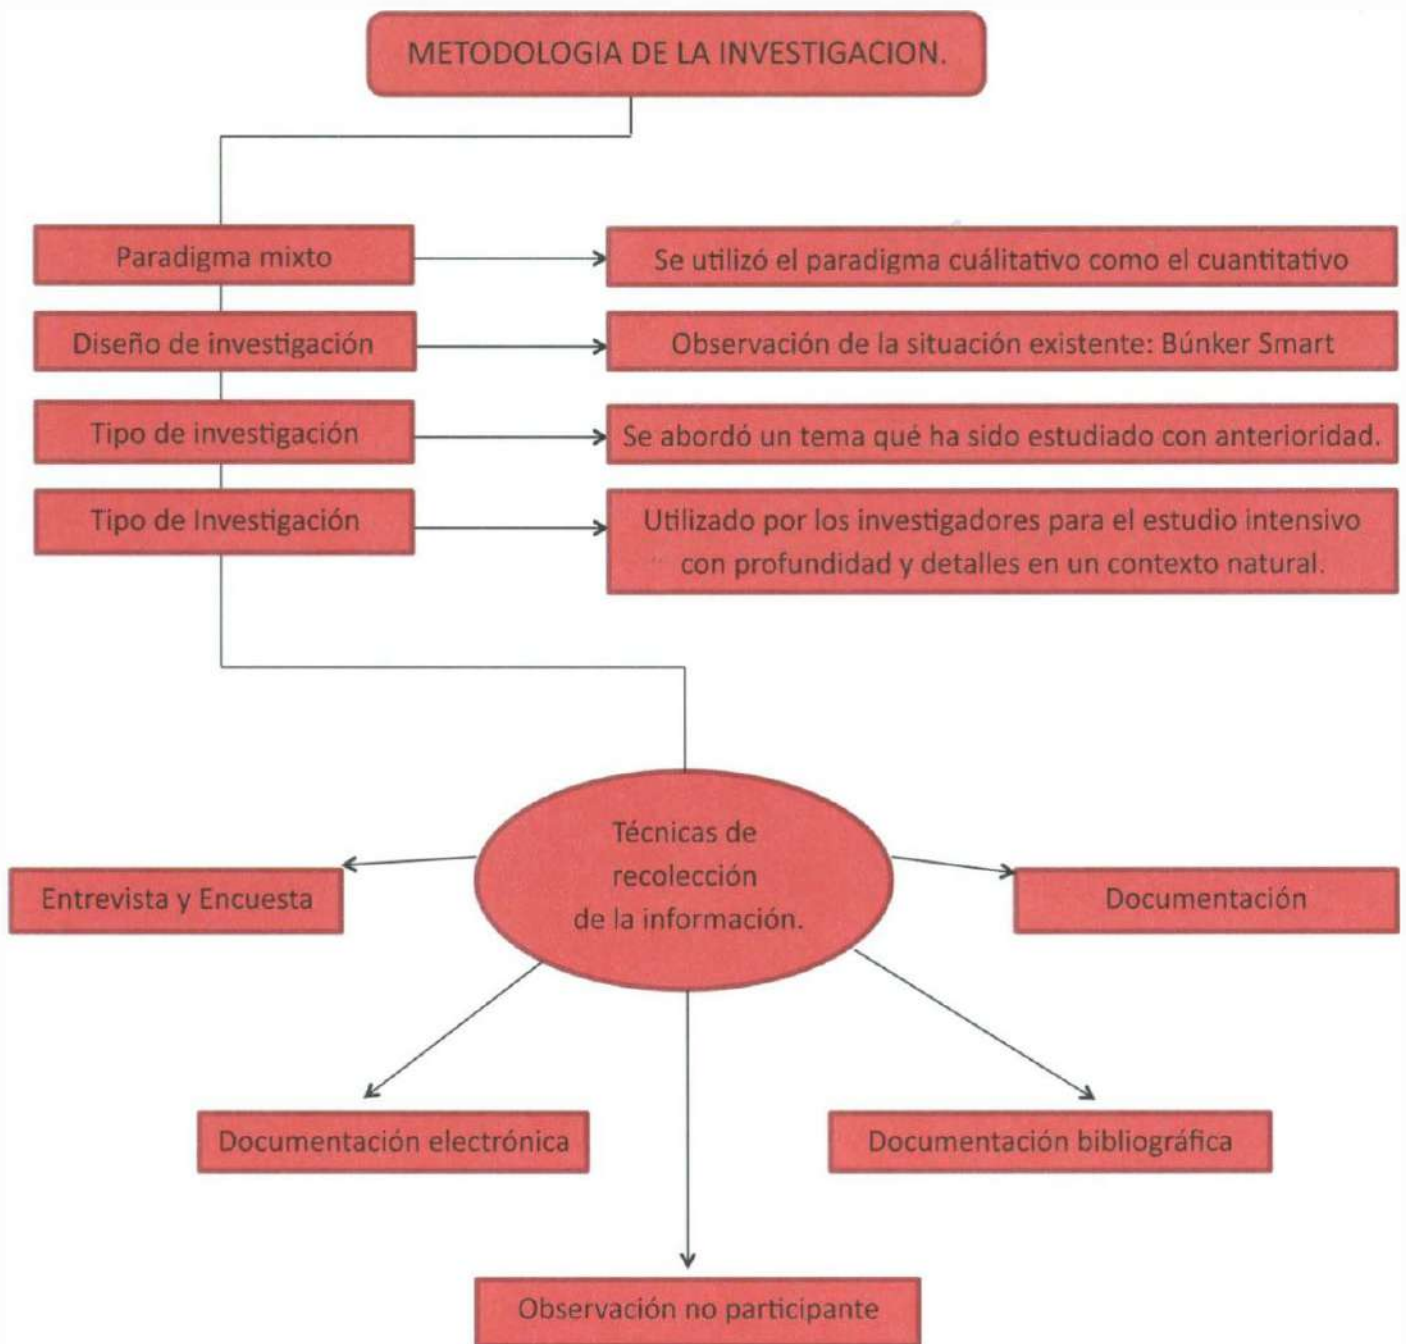 METODOLOGIA DE LA INVESTIGACION.
Paradigma mixto
Se utilizó el paradigma cuálitativo como el cuantitativo
Diseño de investigación
Observación de la situación existente: Búnker Smart
Tipo de investigación
Se abordó un tema qué ha sido estudiado con anterioridad.
Tipo de Investigación
Utilizado por los investigadores para el estudio intensivo
con profundidad y detalles en un contexto natural.
Técnicas de
recolección
de la información.
Entrevista y Encuesta
Documentación
Documentación electrónica
Documentación bibliográfica
Observación no participante